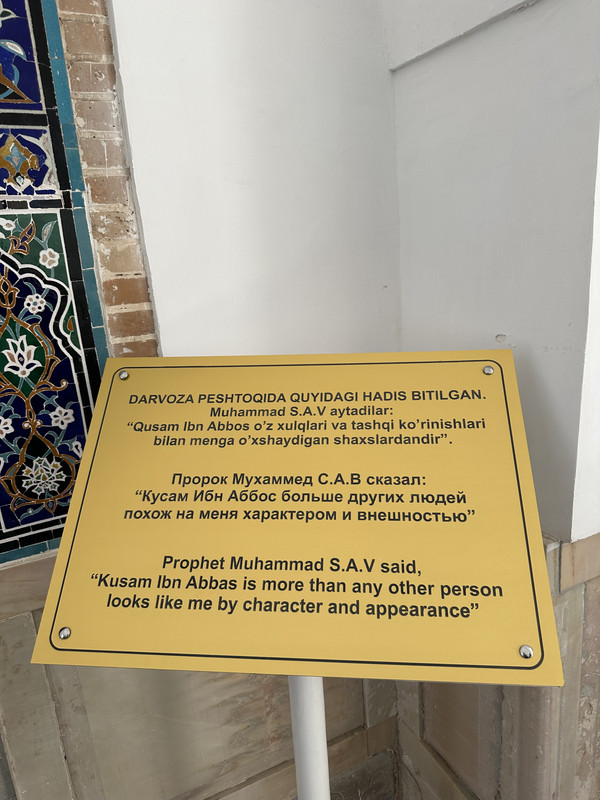 DARVOZA PESHTOQIDA QUYIDAGI HADIS BITILGAN.
Muhammad S.A.V aytadilar:
“Qusam Ibn Abbos o’z xulqlari va tashqi ko’rinishlari
bilan menga o’xshaydigan shaxslardandir”.
Пророк Мухаммед С.А.В сказал:
“Кусам Ибн Аббос больше других людей
похож на меня характером и внешностью”
Prophet Muhammad S.A.V said,
“Kusam Ibn Abbas is more than any other person
looks like me by character and appearance”